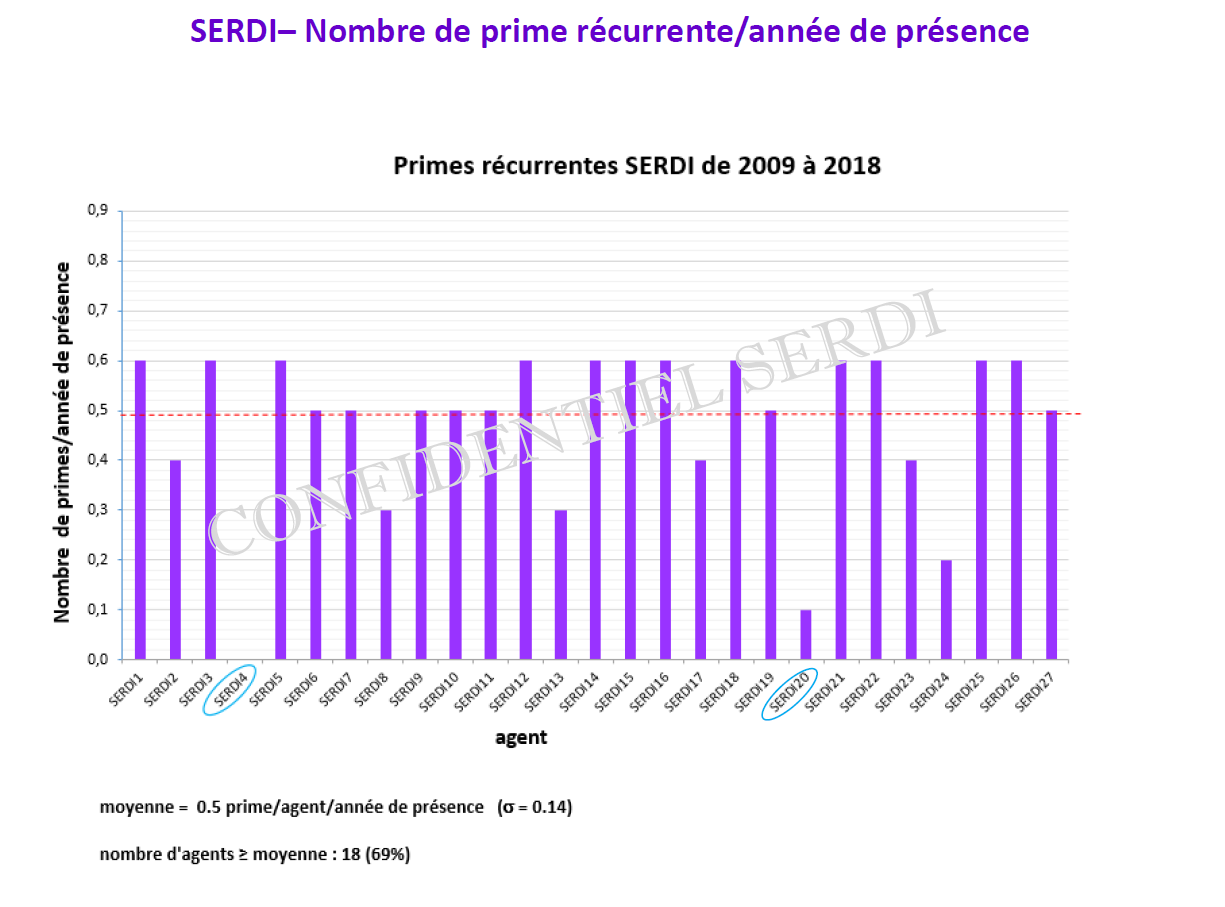 SERDI– Nombre de prime récurrente/année de présence
Primes récurrentes SERDI de 2009 à 2018
Nombre de primes/année de présence
0,9
0,8
0,7
0,6
0,5
0,4
0,3
0,2
0,1
0,0
CONFIDENTIEL SERDI
SERDI1
SERDI2
SERDI3
SERDI4
SERDI5
SERDI6
SERDI7
SERDI8
SERDI9
SERDI10
SERDI11
SERDI12
SERDI13
SERDI14
SERDI15
SERDI16
SERDI17
SERDI18
SERDI19
SERDI20
SERDI21
SERDI22
SERDI23
SERDI24
SERDI25
SERDI26
SERDI27
agent
moyenne = 0.5 prime/agent/année de présence (σ = 0.14)
nombre d'agents ≥ moyenne : 18 (69%)